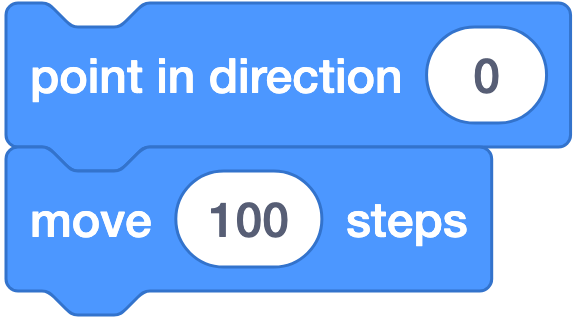 point in direction 0
move 100 steps